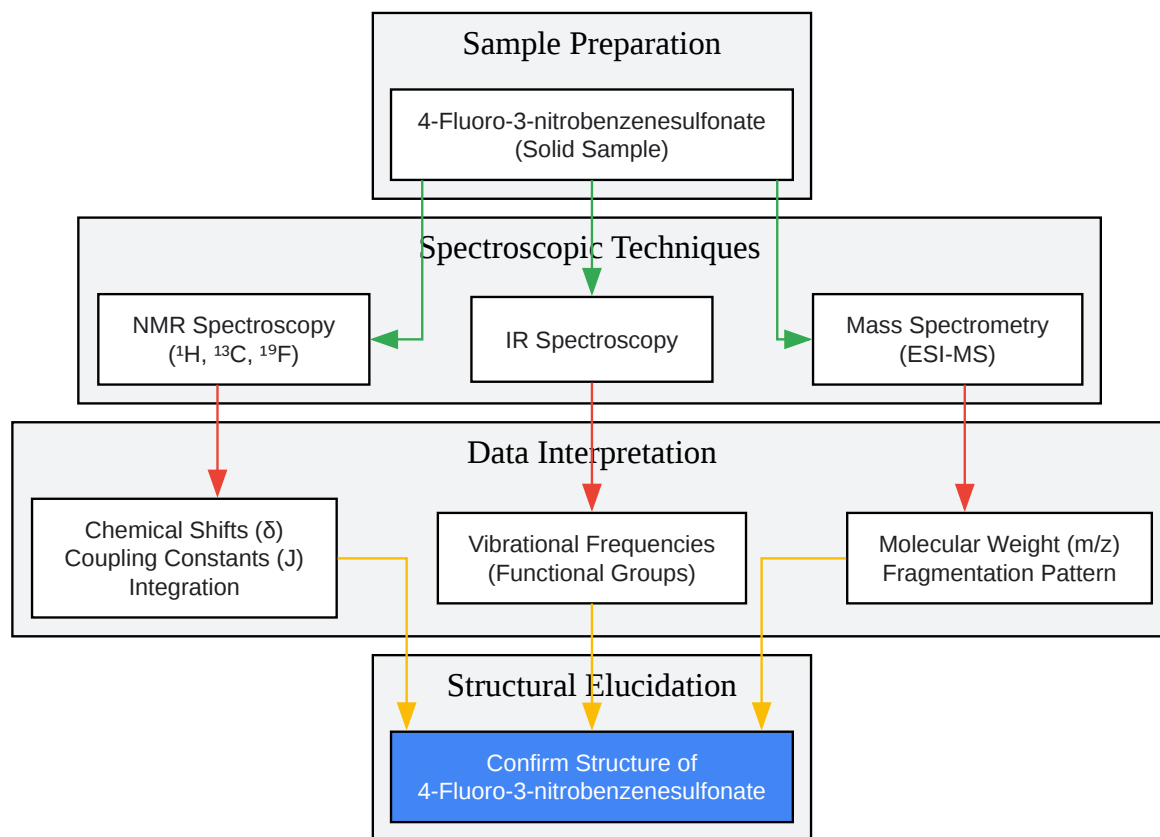 Sample Preparation
4-Fluoro-3-nitrobenzenesulfonate
(Solid Sample)
Spectroscopic Techniques
NMR Spectroscopy
(¹H, ¹³C, ¹⁹F)
IR Spectroscopy
Mass Spectrometry
(ESI-MS)
Data Interpretation
Chemical Shifts (δ)
Coupling Constants (J)
Integration
Vibrational Frequencies
(Functional Groups)
Molecular Weight (m/z)
Fragmentation Pattern
Structural Elucidation
Confirm Structure of
4-Fluoro-3-nitrobenzenesulfonate